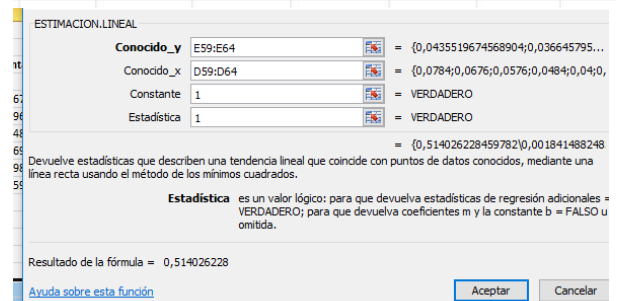 ESTIMACION.LINEAL
Conocido_y E59:E64 = {0,0435519674568904;0,036645795...
Conocido_x D59:D64 = {0,0784;0,0676;0,0576;0,0484;0,04;0,
Constante 1 = VERDADERO
Estadística 1 = VERDADERO
= {0,514026228459782\0,001841488248
Devuelve estadísticas que describen una tendencia lineal que coincide con puntos de datos conocidos, mediante una
línea recta usando el método de los mínimos cuadrados.
Estadística es un valor lógico: para que devuelva estadísticas de regresión adicionales =
VERDADERO; para que devuelva coeficientes m y la constante b = FALSO u
omitida.
Resultado de la fórmula = 0,514026228
Ayuda sobre esta función Aceptar Cancelar